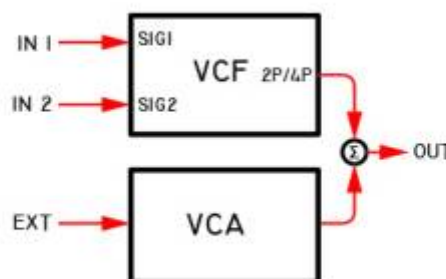 IN 1
SIG1
VCF 2P/4P
IN 2
SIG2
Σ
OUT
EXT
VCA